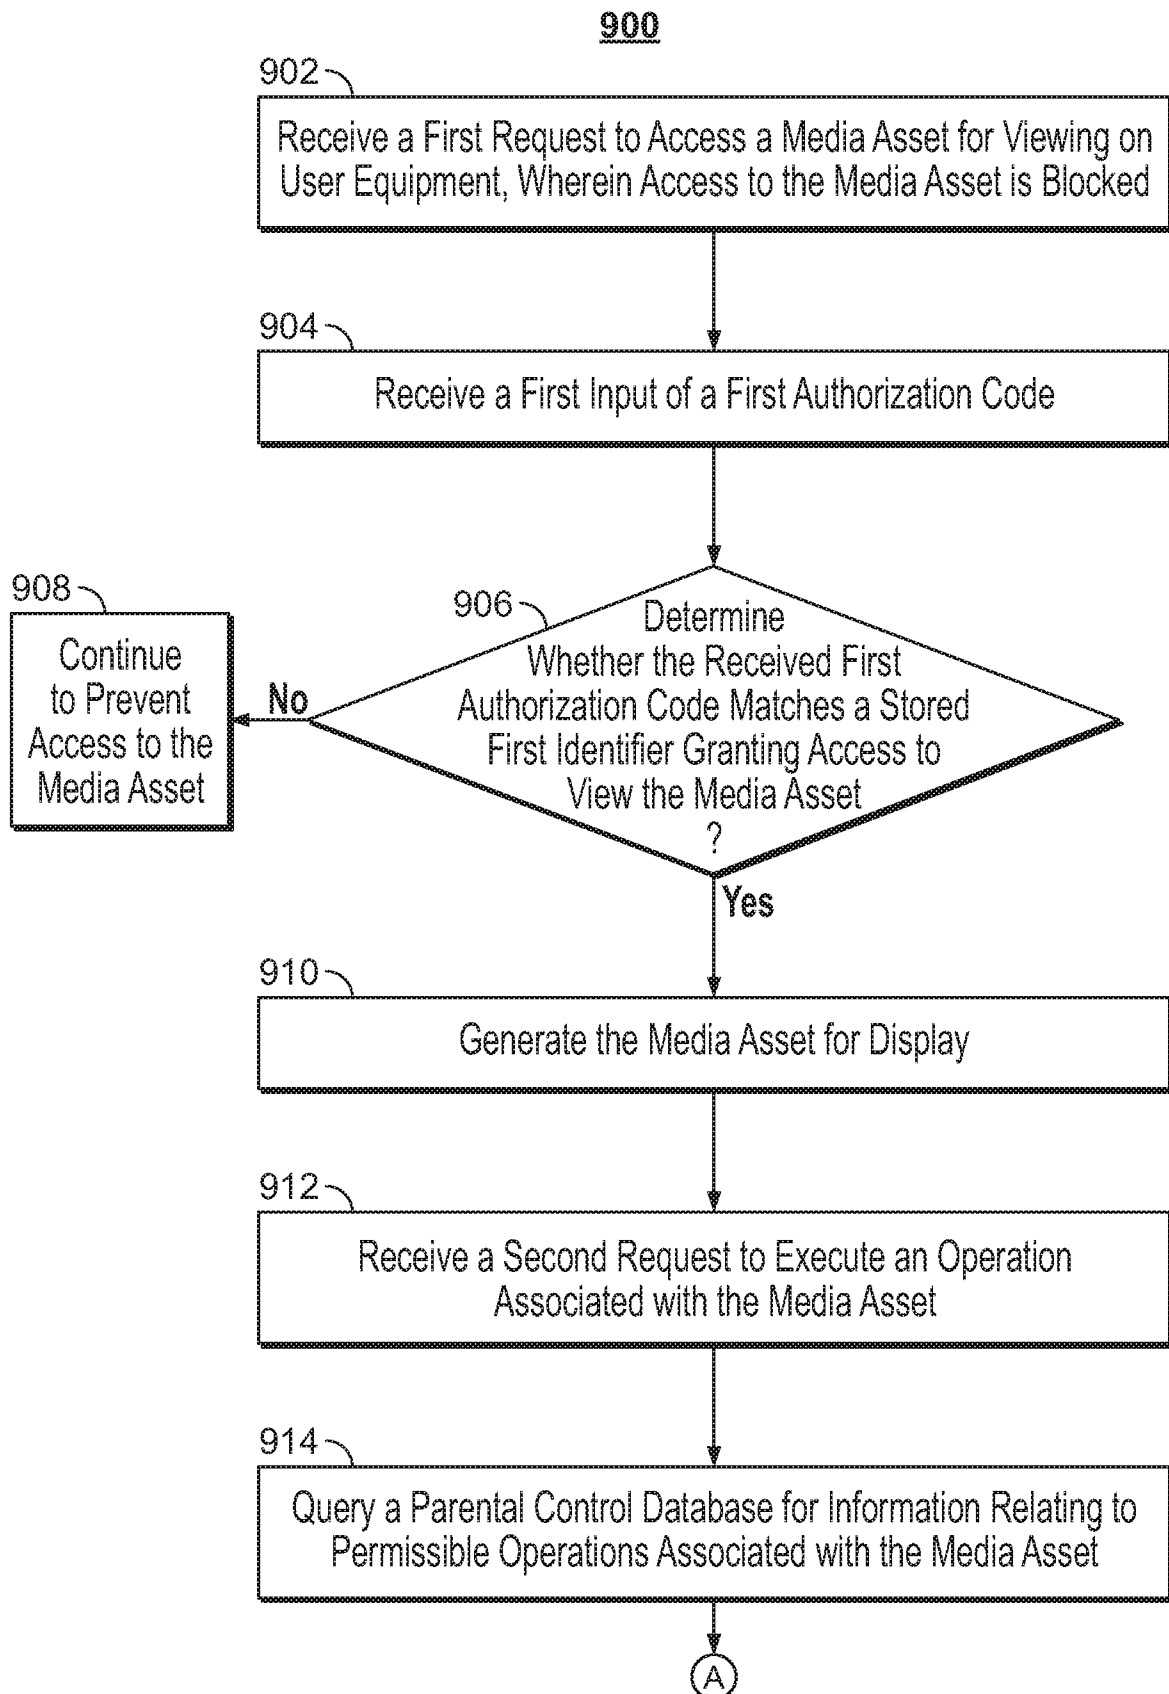 900
902
Receive a First Request to Access a Media Asset for Viewing on
User Equipment, Wherein Access to the Media Asset is Blocked
904
Receive a First Input of a First Authorization Code
906
Determine
Whether the Received First
Authorization Code Matches a Stored
First Identifier Granting Access to
View the Media Asset
?
No
908
Continue
to Prevent
Access to the
Media Asset
Yes
910
Generate the Media Asset for Display
912
Receive a Second Request to Execute an Operation
Associated with the Media Asset
914
Query a Parental Control Database for Information Relating to
Permissible Operations Associated with the Media Asset
A